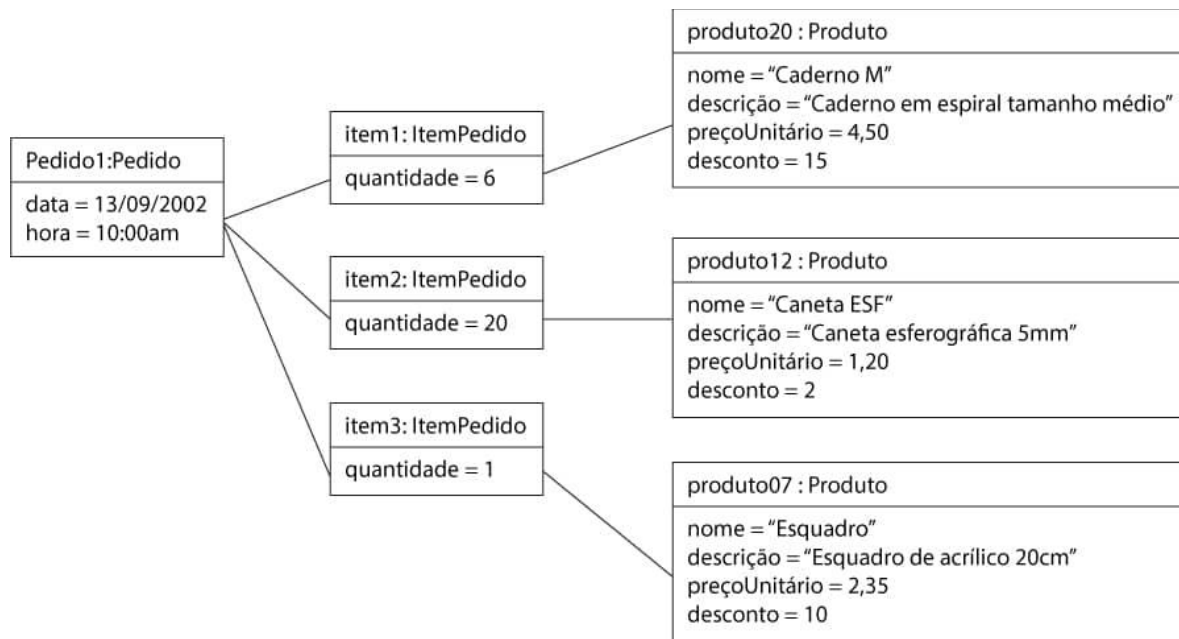 Pedido1:Pedido
data = 13/09/2002
hora = 10:00am
item1: ItemPedido
quantidade = 6
item2: ItemPedido
quantidade = 20
item3: ItemPedido
quantidade = 1
produto20 : Produto
nome = “Caderno M”
descrição = “Caderno em espiral tamanho médio”
preçoUnitário = 4,50
desconto = 15
produto12 : Produto
nome = “Caneta ESF”
descrição = “Caneta esferográfica 5mm”
preçoUnitário = 1,20
desconto = 2
produto07 : Produto
nome = “Esquadro”
descrição = “Esquadro de acrílico 20cm”
preçoUnitário = 2,35
desconto = 10